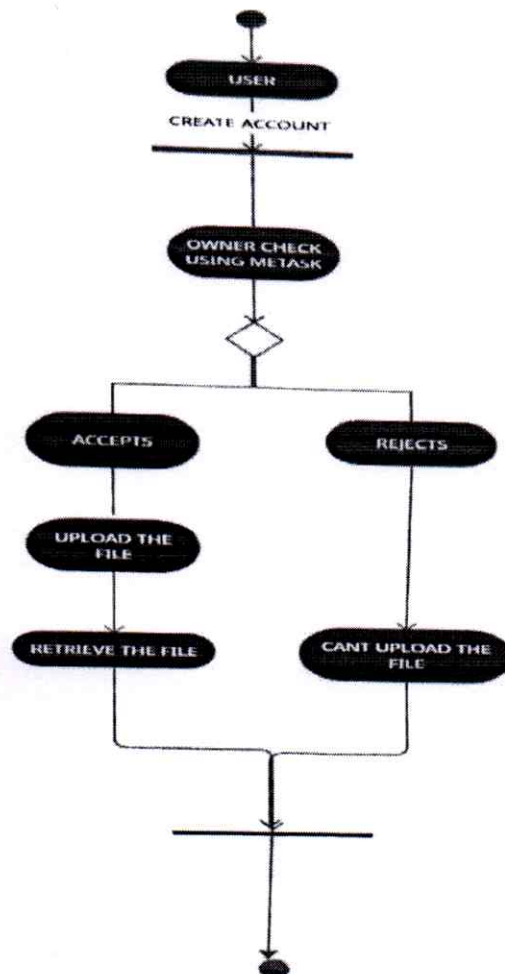 USER
CREATE ACCOUNT
OWNER CHECK
USING METASK
ACCEPTS
REJECTS
UPLOAD THE
FILE
RETRIEVE THE FILE
CANT UPLOAD THE
FILE